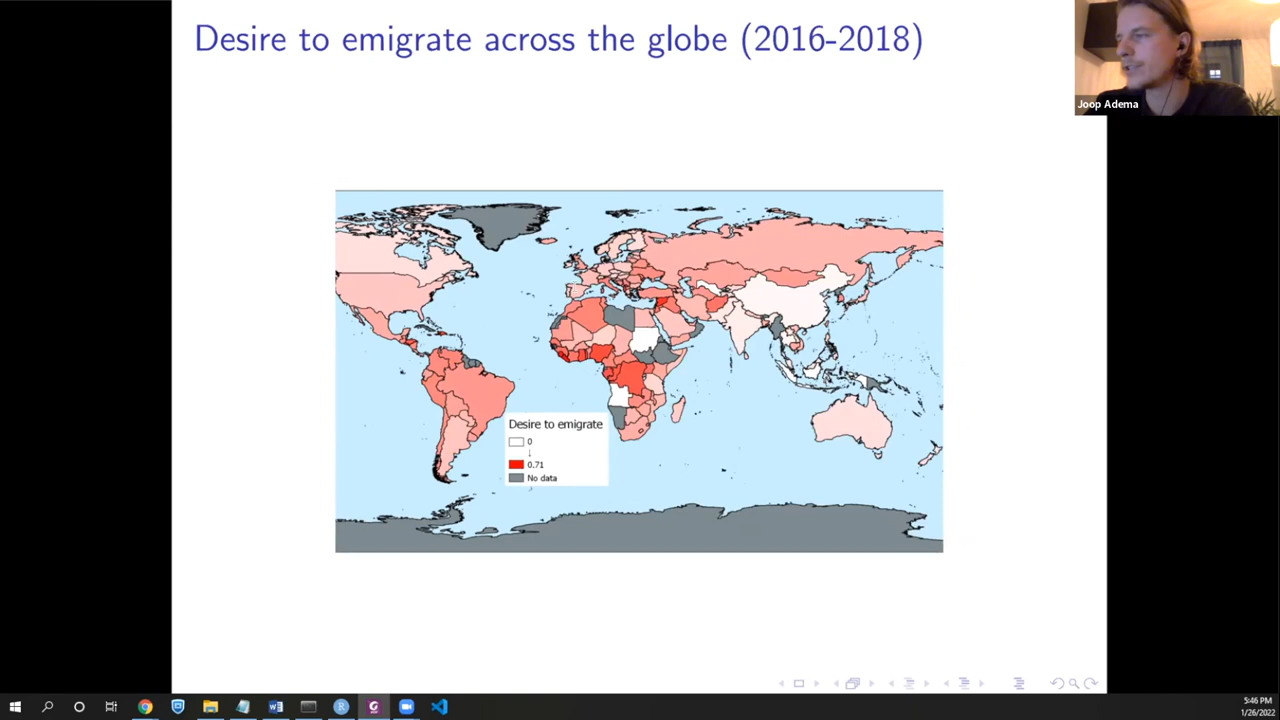 Desire to emigrate across the globe (2016-2018)
Joop Adema
Desire to emigrate
0
↓
0.71
No data
5:46 PM
1/26/2022